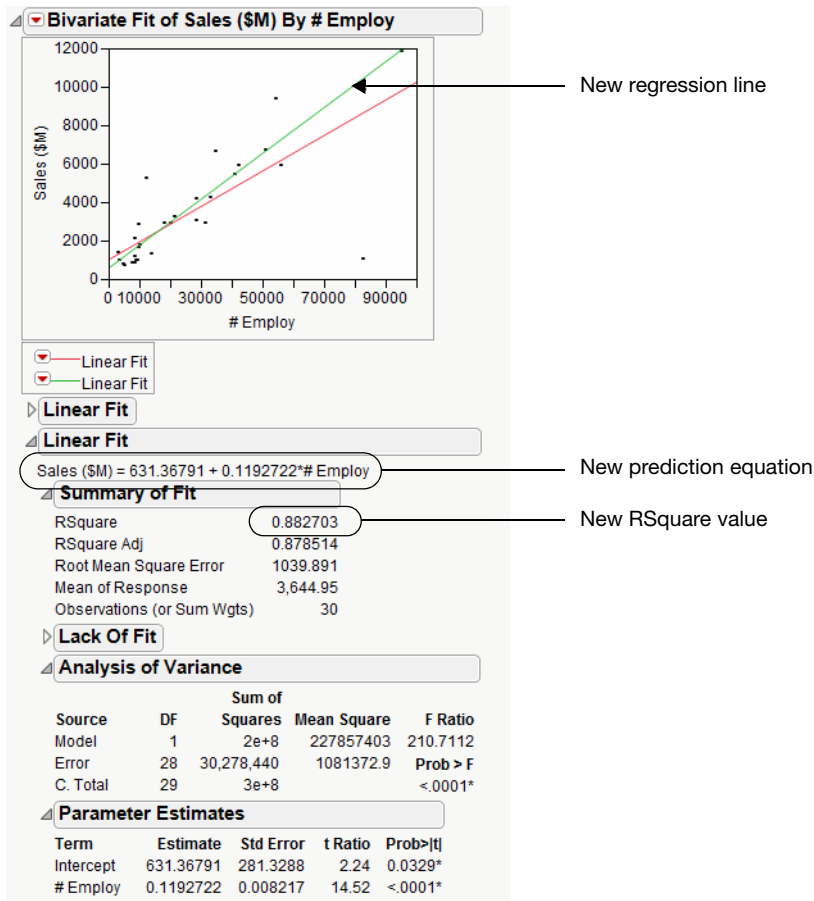 Bivariate Fit of Sales ($M) By # Employ
12000
10000
8000
6000
4000
2000
0
Sales ($M)
0 10000 30000 50000 70000 90000
# Employ
New regression line
Linear Fit
Linear Fit
Linear Fit
Linear Fit
Sales ($M) = 631.36791 + 0.1192722*# Employ
New prediction equation
Summary of Fit
RSquare 0.882703
New RSquare value
RSquare Adj 0.878514
Root Mean Square Error 1039.891
Mean of Response 3,644.95
Observations (or Sum Wgts) 30
Lack Of Fit
Analysis of Variance
Sum of
Source DF Squares Mean Square F Ratio
Model 1 2e+8 227857403 210.7112
Error 28 30,278,440 1081372.9 Prob > F
C. Total 29 3e+8 <.0001*
Parameter Estimates
Term Estimate Std Error t Ratio Prob>|t|
Intercept 631.36791 281.3288 2.24 0.0329*
# Employ 0.1192722 0.008217 14.52 <.0001*